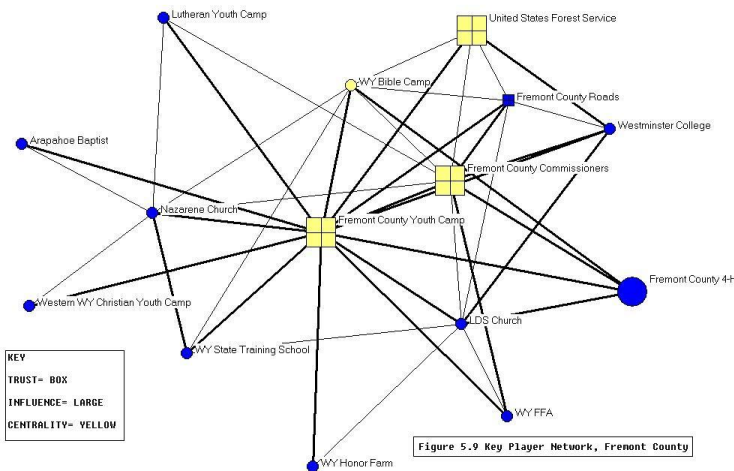 Lutheran Youth Camp
United States Forest Service
WY Bible Camp
Fremont County Roads
Westminster College
Arapahoe Baptist
Fremont County Commissioners
Nazarene Church
Fremont County Youth Camp
Fremont County 4-H
Western WY Christian Youth Camp
LDS Church
WY State Training School
KEY
TRUST= BOX
INFLUENCE= LARGE
CENTRALITY= YELLOW
WY FFA
Figure 5.9 Key Player Network, Fremont County
WY Honor Farm